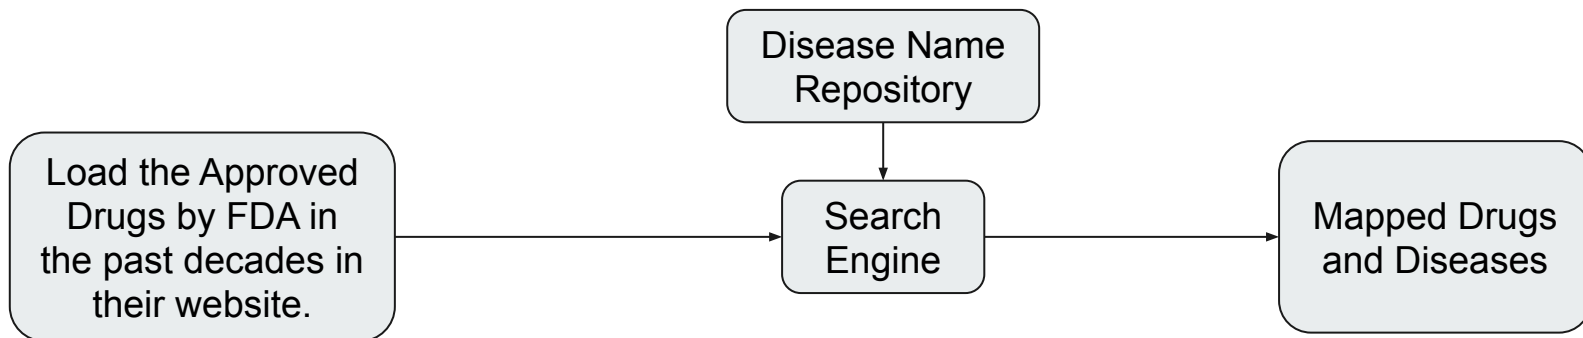 Disease Name
Repository
Load the Approved
Drugs by FDA in
the past decades in
their website.
Search
Engine
Mapped Drugs
and Diseases